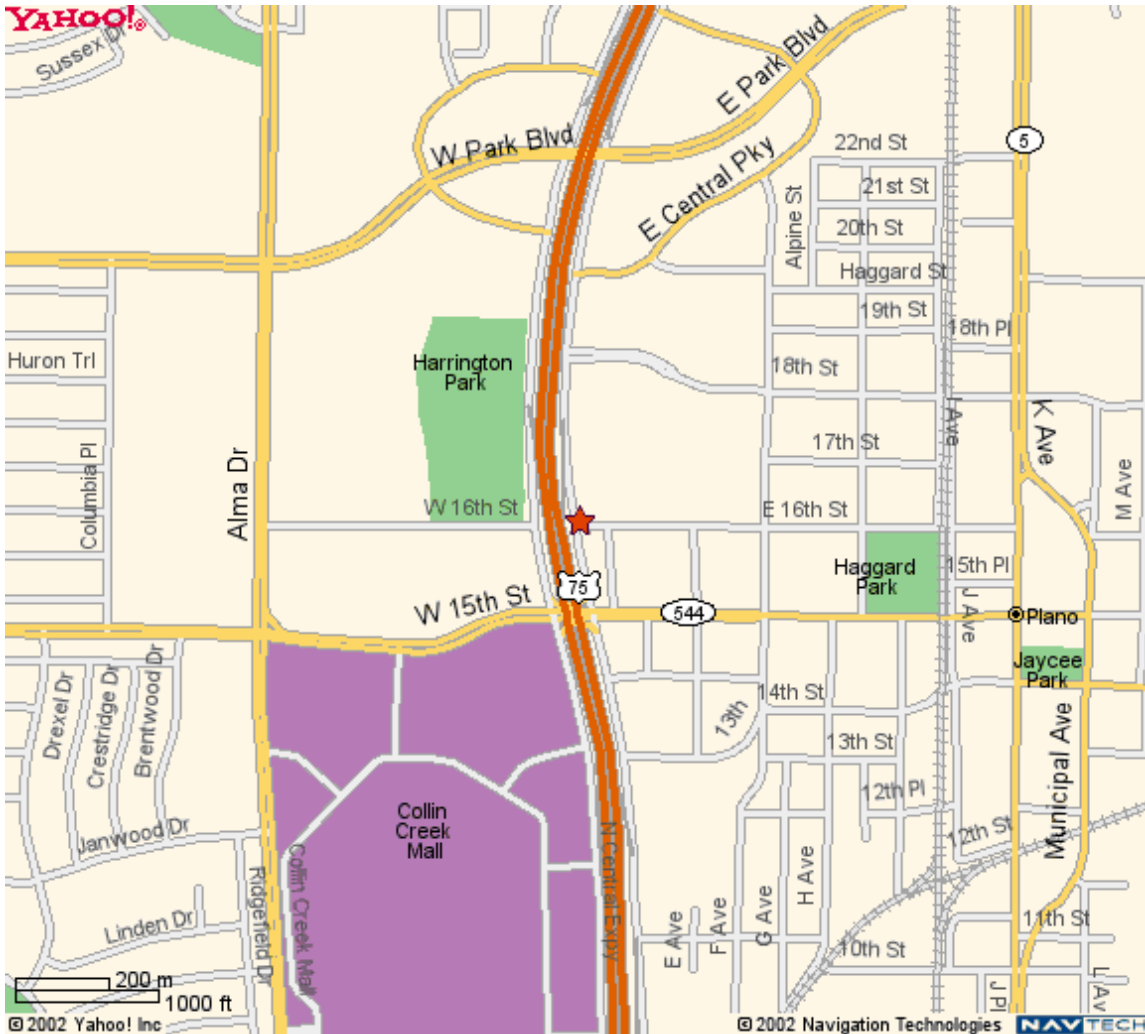 YAHOO!®
Sussex Dr
E Park Blvd
W Park Blvd
22nd St
5
E Central Pky
21st St
Alpine St
20th St
Haggard St
19th St
18th Pl
Huron Trl
Harrington
Park
18th St
I Ave
K Ave
17th St
Columbia Pl
Alma Dr
W 16th St
E 16th St
M Ave
75
Haggard
Park
15th Pl
W 15th St
544
J Ave
Plano
Jaycee
Park
14th St
13th
13th St
Drexel Dr
Crestridge Dr
Brentwood Dr
12th Pl
Municipal Ave
12th St
Collin
Creek
Mall
Janwood Dr
N Central Expy
Collin Creek Mall
Ridgefield Dr
H Ave
G Ave
F Ave
E Ave
Linden Dr
11th St
10th St
J Pl
L Av
200 m
1000 ft
© 2002 Yahoo! Inc
© 2002 Navigation Technologies
NAVTECH